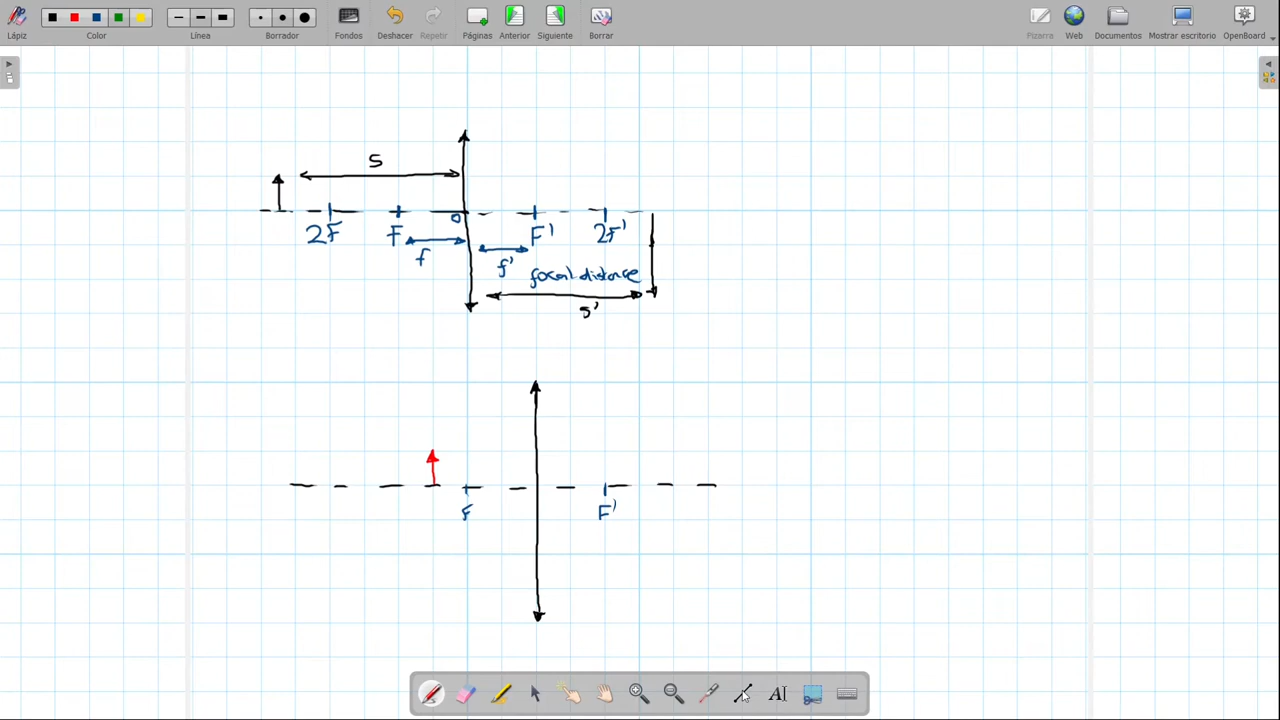 Lápiz Color Línea Borrador Fondos Deshacer Repetir Páginas Anterior Siguiente Borrar Pizarra Web Documentos Mostrar escritorio OpenBoard
s
2F F o F' 2F'
f f' focal distance
s'
F F'
AI